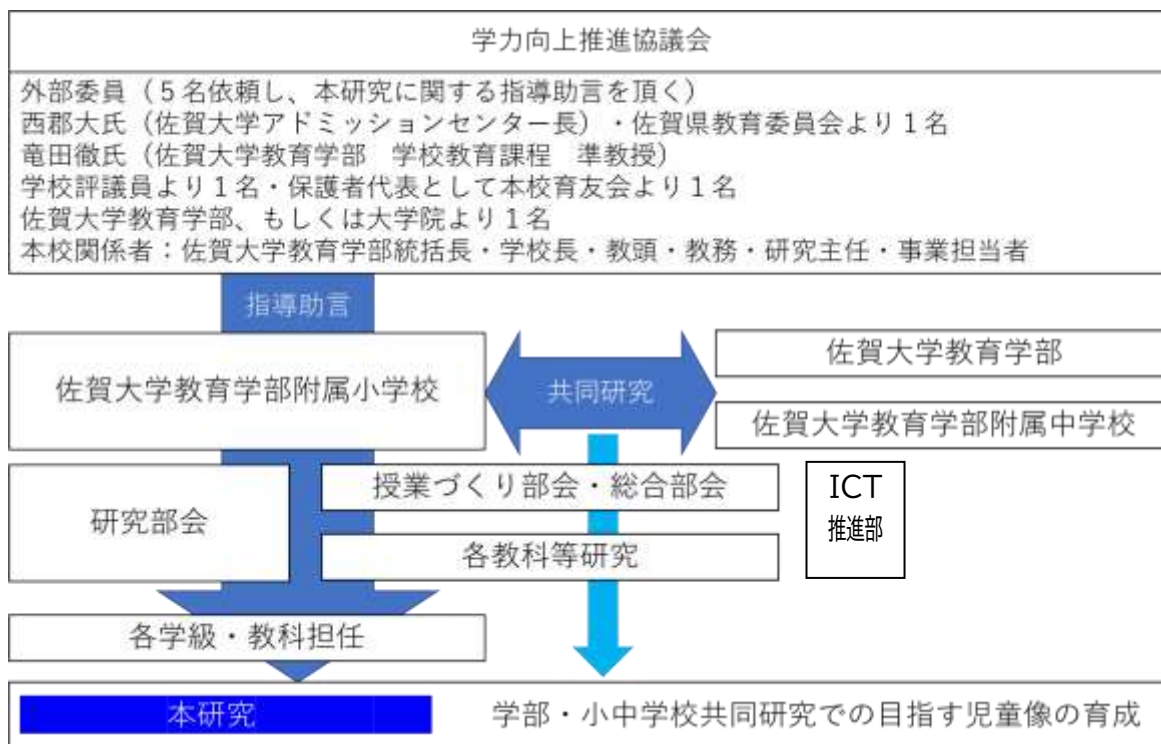 学力向上推進協議会
外部委員（５名依頼し、本研究に関する指導助言を頂く）
西郡大氏（佐賀大学アドミッションセンター長）・佐賀県教育委員会より１名
竜田徹氏（佐賀大学教育学部　学校教育課程　準教授）
学校評議員より１名・保護者代表として本校育友会より１名
佐賀大学教育学部、もしくは大学院より１名
本校関係者：佐賀大学教育学部統括長・学校長・教頭・教務・研究主任・事業担当者
指導助言
佐賀大学教育学部附属小学校
共同研究
佐賀大学教育学部
佐賀大学教育学部附属中学校
研究部会
授業づくり部会・総合部会
各教科等研究
ICT
推進部
各学級・教科担任
本研究
学部・小中学校共同研究での目指す児童像の育成